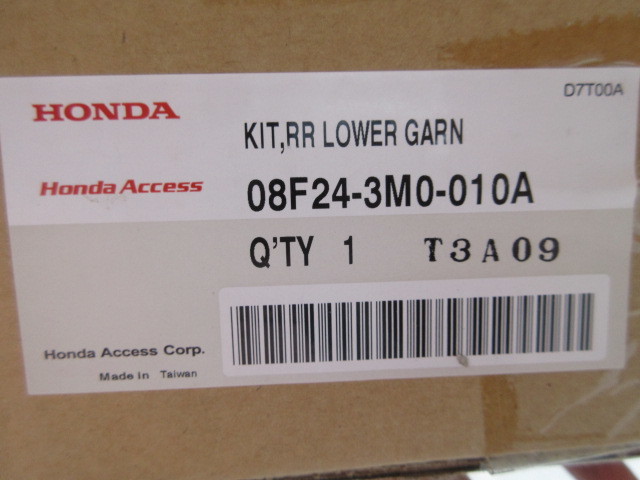 D7T00A
HONDA
KIT,RR LOWER GARN
Honda Access
08F24-3M0-010A
Q'TY 1 T3A09
Honda Access Corp.
Made in Taiwan